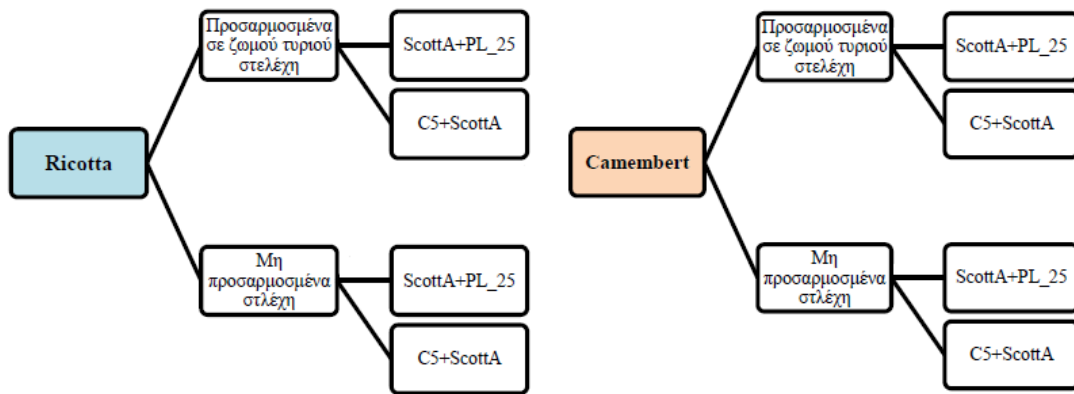 Ricotta
Προσαρμοσμένα
σε ζωμού τυριού
στελέχη
ScottA+PL_25
C5+ScottA
Μη
προσαρμοσμένα
στλέχη
ScottA+PL_25
C5+ScottA
Camembert
Προσαρμοσμένα
σε ζωμού τυριού
στελέχη
ScottA+PL_25
C5+ScottA
Μη
προσαρμοσμένα
στλέχη
ScottA+PL_25
C5+ScottA